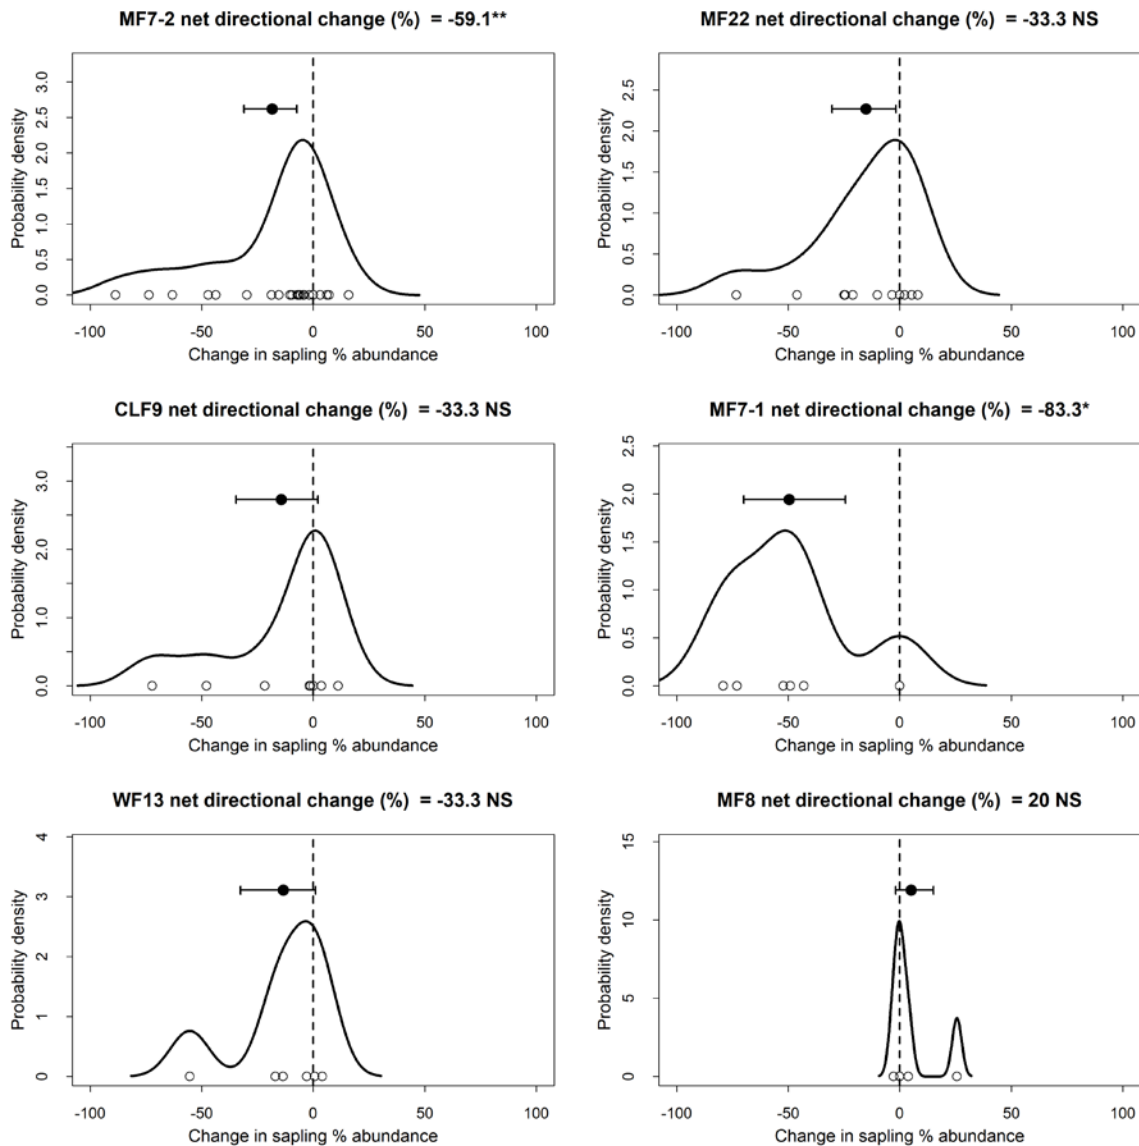 MF7-2 net directional change (%) = -59.1**
Probability density
0.0 0.5 1.0 1.5 2.0 2.5 3.0
-100 -50 0 50 100
Change in sapling % abundance
MF22 net directional change (%) = -33.3 NS
Probability density
0.0 0.5 1.0 1.5 2.0 2.5
-100 -50 0 50 100
Change in sapling % abundance
CLF9 net directional change (%) = -33.3 NS
Probability density
0.0 1.0 2.0 3.0
-100 -50 0 50 100
Change in sapling % abundance
MF7-1 net directional change (%) = -83.3*
Probability density
0.0 0.5 1.0 1.5 2.0 2.5
-100 -50 0 50 100
Change in sapling % abundance
WF13 net directional change (%) = -33.3 NS
Probability density
0 1 2 3 4
-100 -50 0 50 100
Change in sapling % abundance
MF8 net directional change (%) = 20 NS
Probability density
0 5 10 15
-100 -50 0 50 100
Change in sapling % abundance